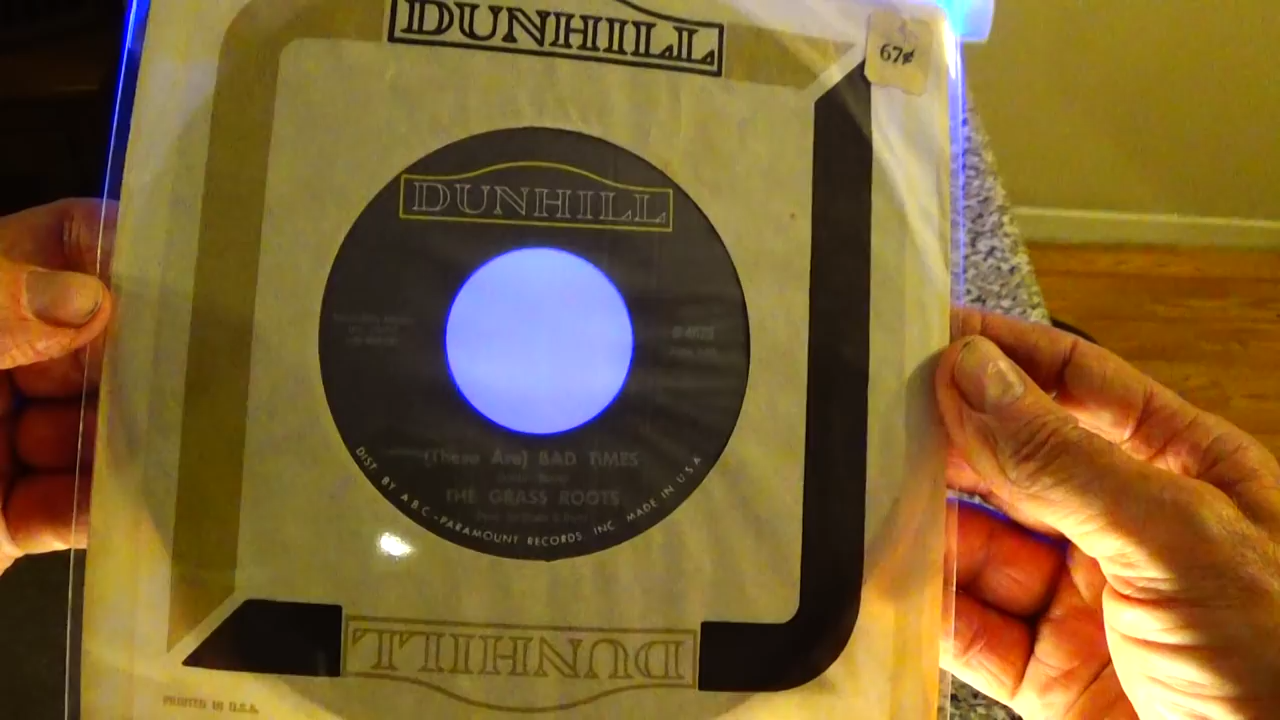 DUNHILL
67¢
DUNHILL
(These Are) BAD TIMES
THE GRASS ROOTS
DIST. BY ABC-PARAMOUNT RECORDS INC. MADE IN U.S.A.
DUNHILL
PRINTED IN U.S.A.